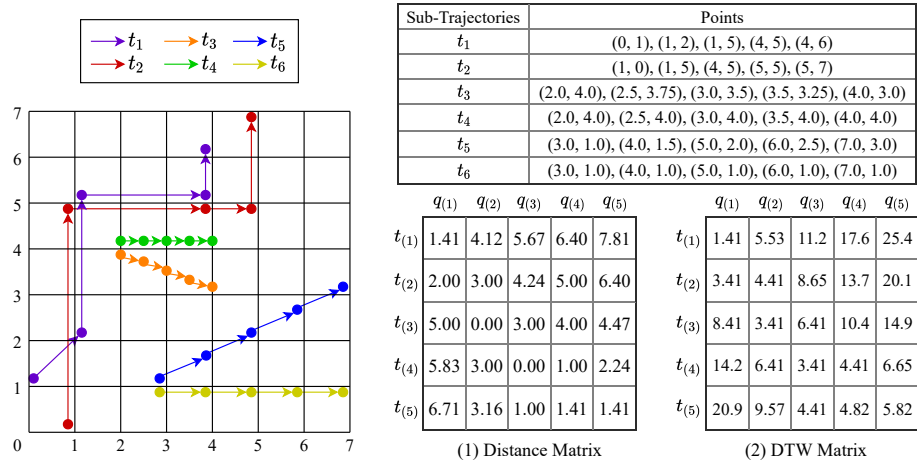 t1 t3 t5
t2 t4 t6
7
6
5
4
3
2
1
0 1 2 3 4 5 6 7
Sub-Trajectories Points
t1 (0, 1), (1, 2), (1, 5), (4, 5), (4, 6)
t2 (1, 0), (1, 5), (4, 5), (5, 5), (5, 7)
t3 (2.0, 4.0), (2.5, 3.75), (3.0, 3.5), (3.5, 3.25), (4.0, 3.0)
t4 (2.0, 4.0), (2.5, 4.0), (3.0, 4.0), (3.5, 4.0), (4.0, 4.0)
t5 (3.0, 1.0), (4.0, 1.5), (5.0, 2.0), (6.0, 2.5), (7.0, 3.0)
t6 (3.0, 1.0), (4.0, 1.0), (5.0, 1.0), (6.0, 1.0), (7.0, 1.0)
q(1) q(2) q(3) q(4) q(5)
t(1) 1.41 4.12 5.67 6.40 7.81
t(2) 2.00 3.00 4.24 5.00 6.40
t(3) 5.00 0.00 3.00 4.00 4.47
t(4) 5.83 3.00 0.00 1.00 2.24
t(5) 6.71 3.16 1.00 1.41 1.41
(1) Distance Matrix
q(1) q(2) q(3) q(4) q(5)
t(1) 1.41 5.53 11.2 17.6 25.4
t(2) 3.41 4.41 8.65 13.7 20.1
t(3) 8.41 3.41 6.41 10.4 14.9
t(4) 14.2 6.41 3.41 4.41 6.65
t(5) 20.9 9.57 4.41 4.82 5.82
(2) DTW Matrix